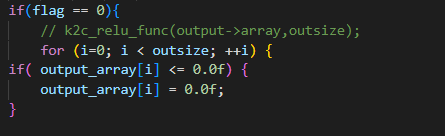 if(flag == 0){
// k2c_relu_func(output->array,outsize);
for (i=0; i < outsize; ++i) {
if( output_array[i] <= 0.0f) {
output_array[i] = 0.0f;
}